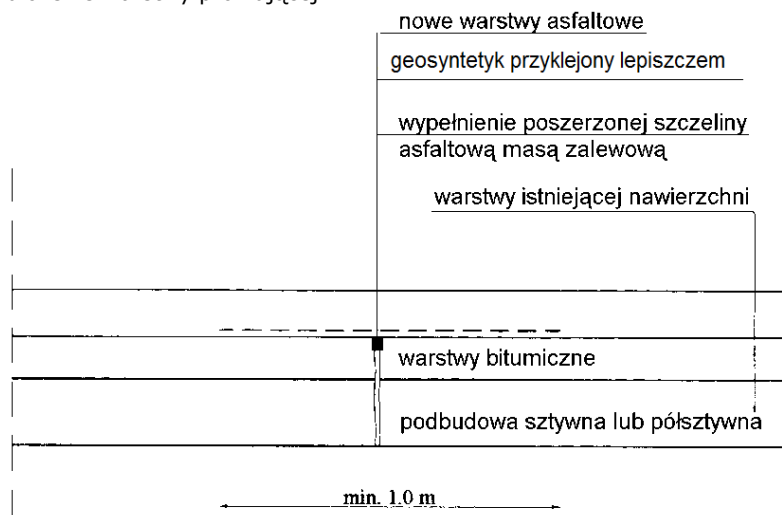 nowe warstwy asfaltowe
geosyntetyk przyklejony lepiszczem
wypełnienie poszerzonej szczeliny
asfaltową masą zalewową
warstwy istniejącej nawierzchni
warstwy bitumiczne
podbudowa sztywna lub półsztywna
min. 1.0 m